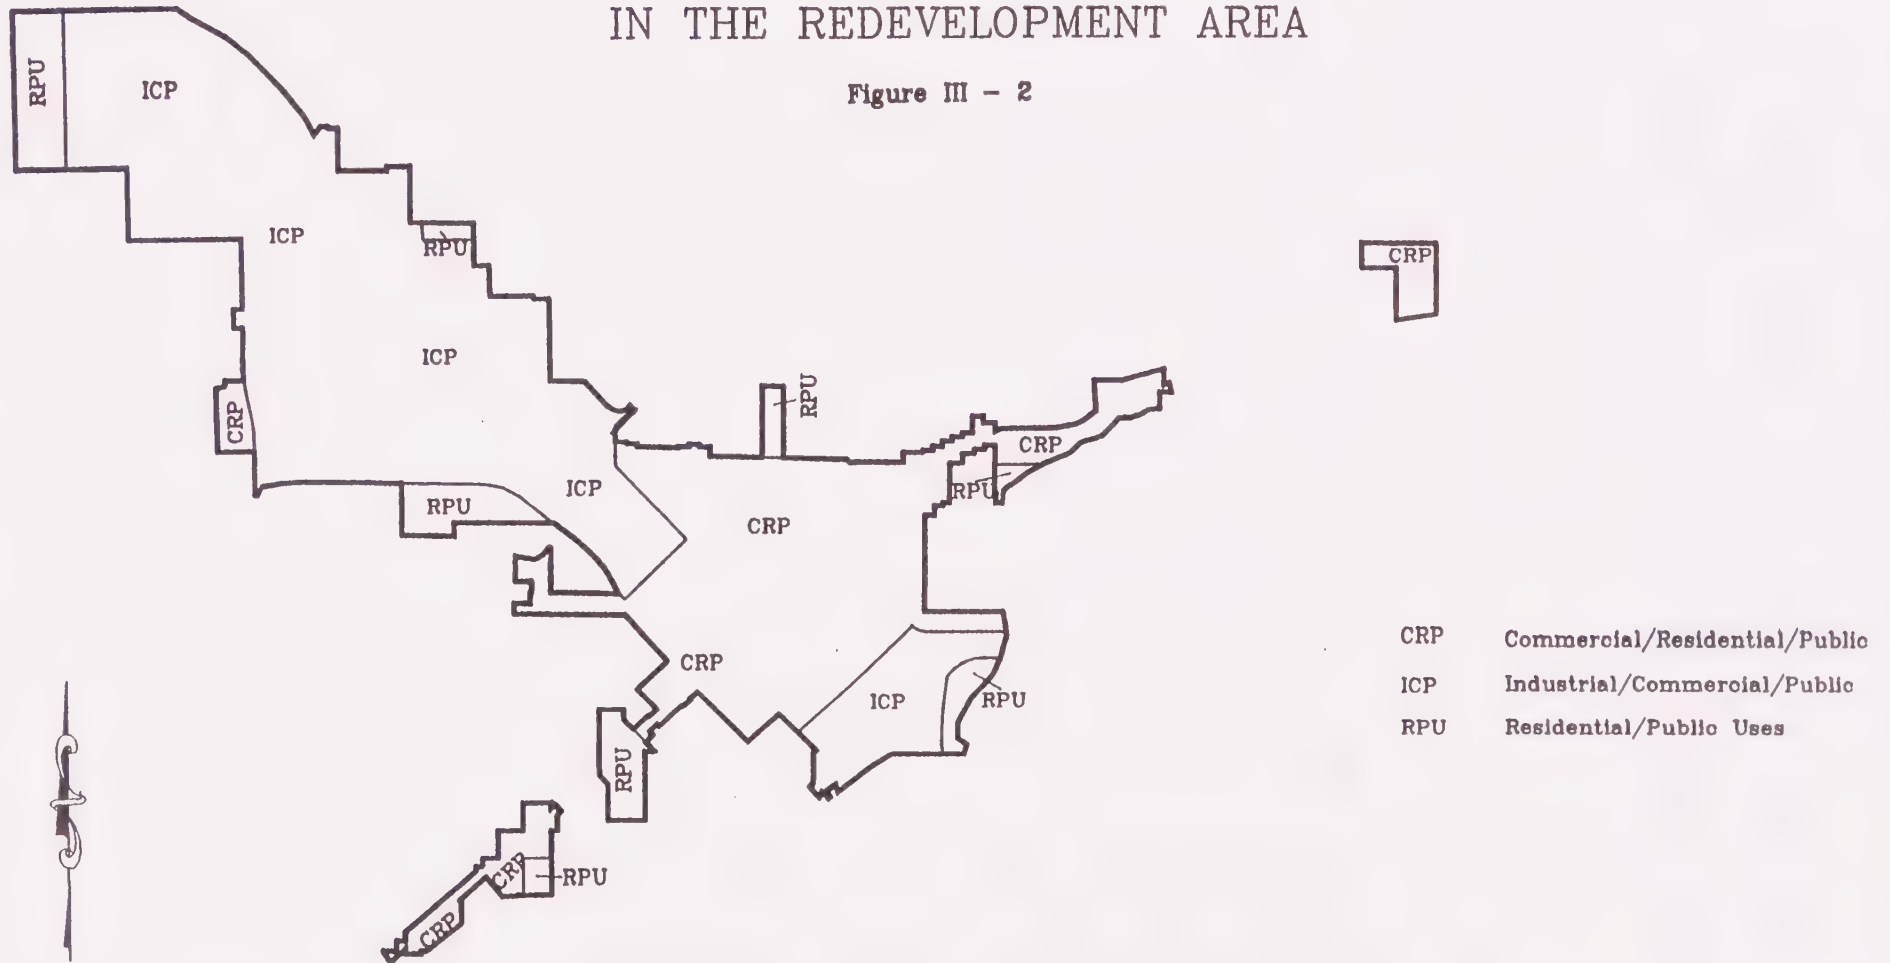 IN THE REDEVELOPMENT AREA
Figure III - 2
RPU
ICP
ICP
RPU
CRP
ICP
RPU
CRP
CRP
RPU
ICP
RPU
CRP
CRP
ICP
RPU
RPU
CRP
RPU
CRP
CRP Commercial/Residential/Public
ICP Industrial/Commercial/Public
RPU Residential/Public Uses